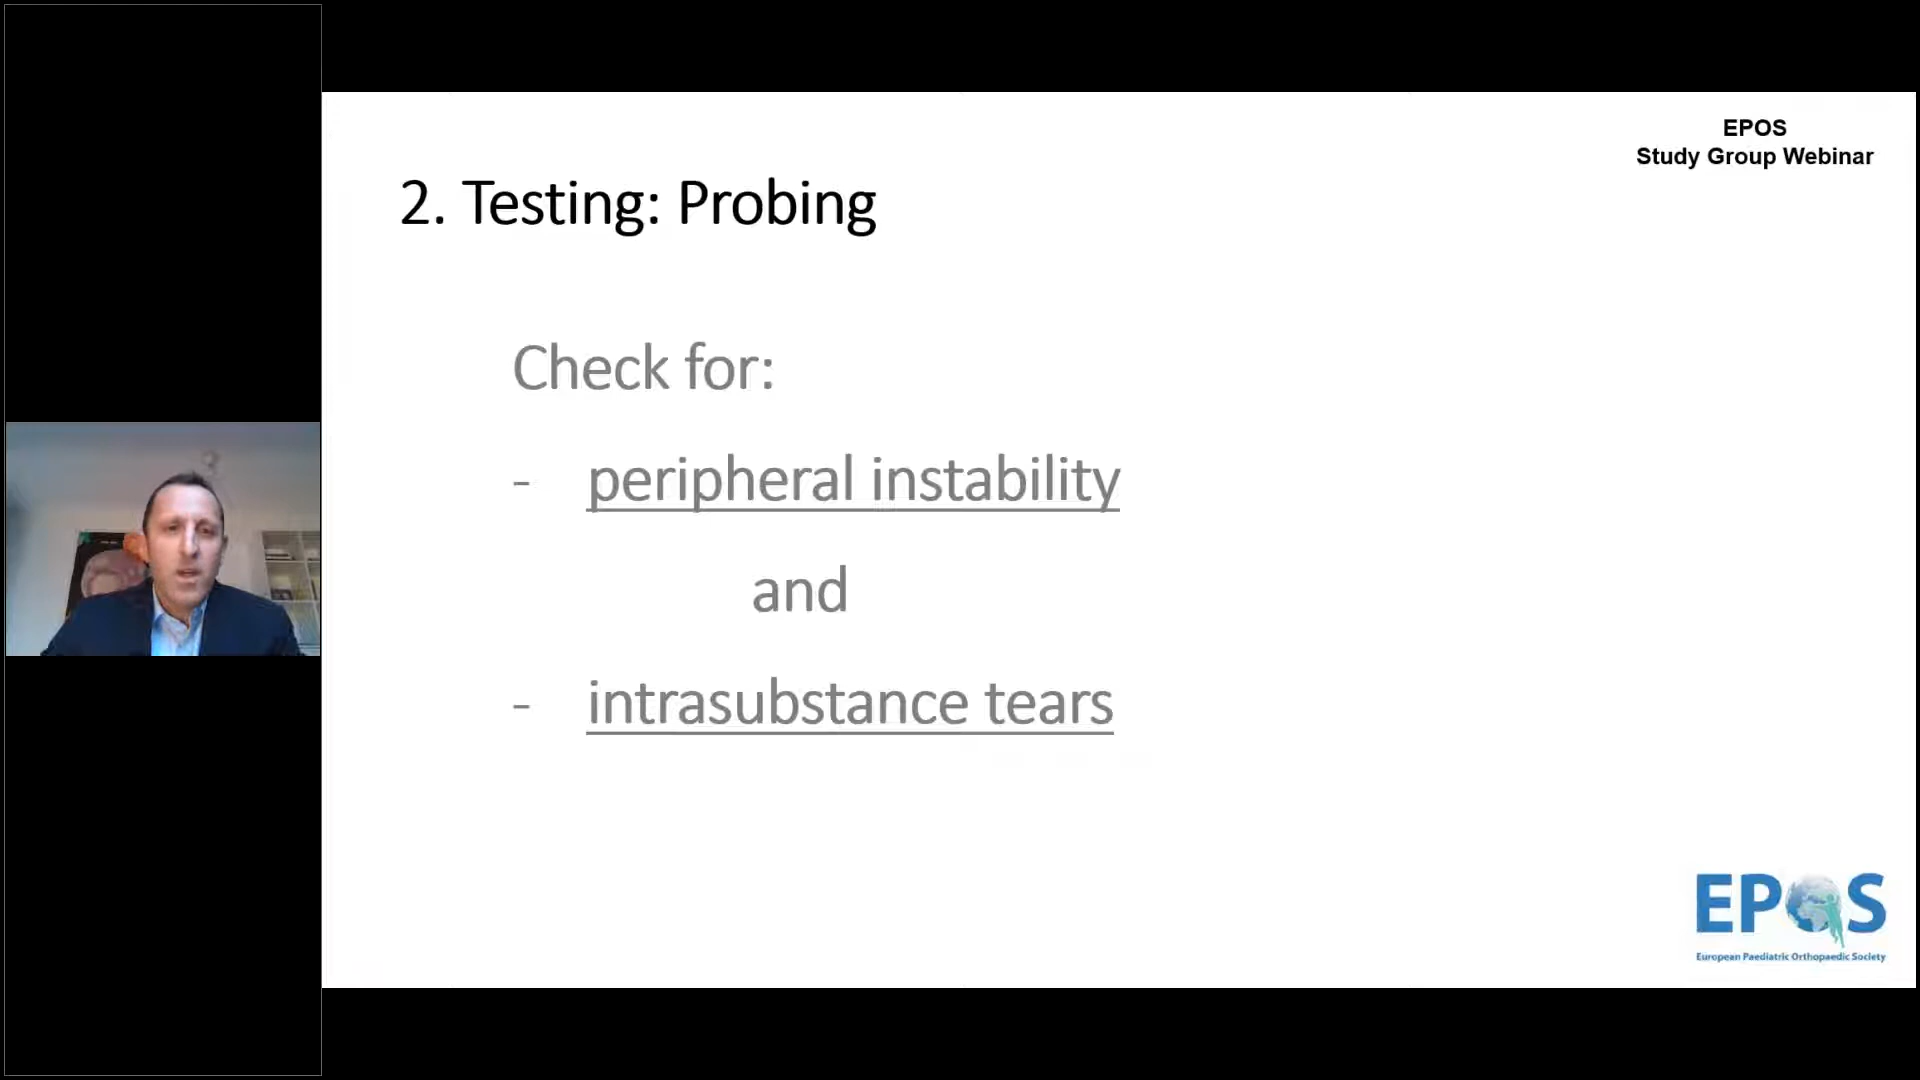 EPOS
Study Group Webinar
2. Testing: Probing
Check for:
- peripheral instability
and
- intrasubstance tears
EPOS
European Paediatric Orthopaedic Society